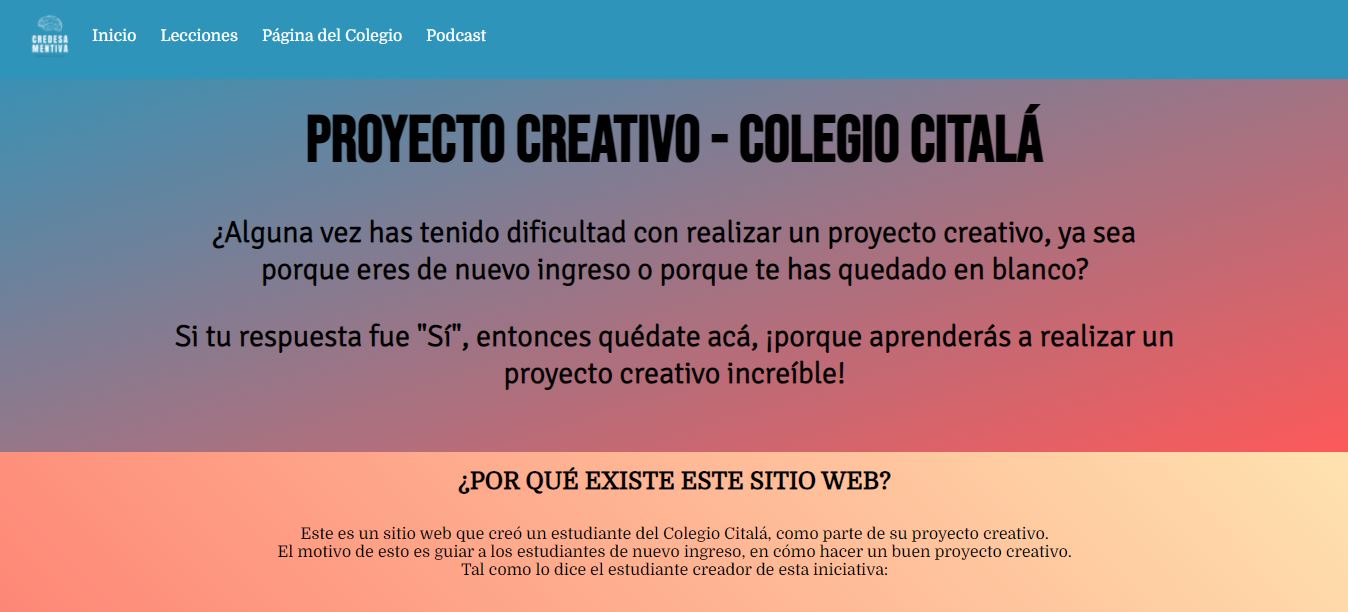 CREDESA
MENTIVA
Inicio Lecciones Página del Colegio Podcast
PROYECTO CREATIVO - COLEGIO CITALÁ
¿Alguna vez has tenido dificultad con realizar un proyecto creativo, ya sea
porque eres de nuevo ingreso o porque te has quedado en blanco?
Si tu respuesta fue "Sí", entonces quédate acá, ¡porque aprenderás a realizar un
proyecto creativo increíble!
¿POR QUÉ EXISTE ESTE SITIO WEB?
Este es un sitio web que creó un estudiante del Colegio Citalá, como parte de su proyecto creativo.
El motivo de esto es guiar a los estudiantes de nuevo ingreso, en cómo hacer un buen proyecto creativo.
Tal como lo dice el estudiante creador de esta iniciativa: